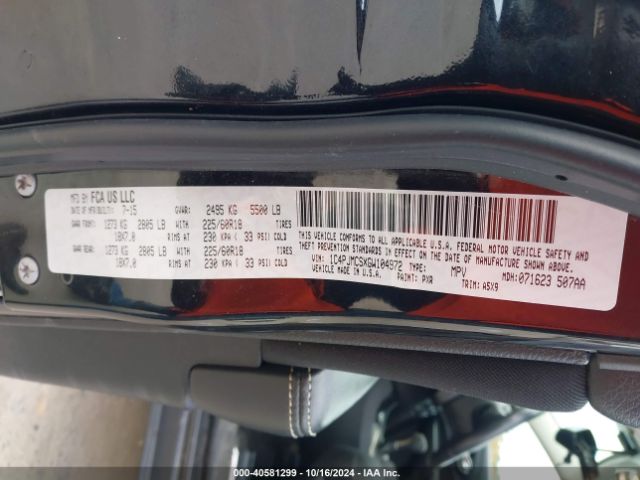 MFD BY FCA US LLC
DATE OF MFR(BUILT): 7-15 GVWR: 2495 KG 5500 LB
GAWR FRONT: 1273 KG 2805 LB WITH 225/60R18 TIRES
18X7.0 RIMS AT 230 KPA ( 33 PSI) COLD
GAWR REAR: 1273 KG 2805 LB WITH 225/60R18 TIRES
18X7.0 RIMS AT 230 KPA ( 33 PSI) COLD
THIS VEHICLE CONFORMS TO ALL APPLICABLE U.S.A. FEDERAL MOTOR VEHICLE SAFETY AND
THEFT PREVENTION STANDARDS IN EFFECT ON THE DATE OF MANUFACTURE SHOWN ABOVE.
MADE IN U.S.A.
VIN: 1C4PJMCSXGW104972 TYPE: MPV MDH: 071623 507AA
PAINT: PXR TRIM: A5X9
000-40581299 - 10/16/2024 - IAA Inc.